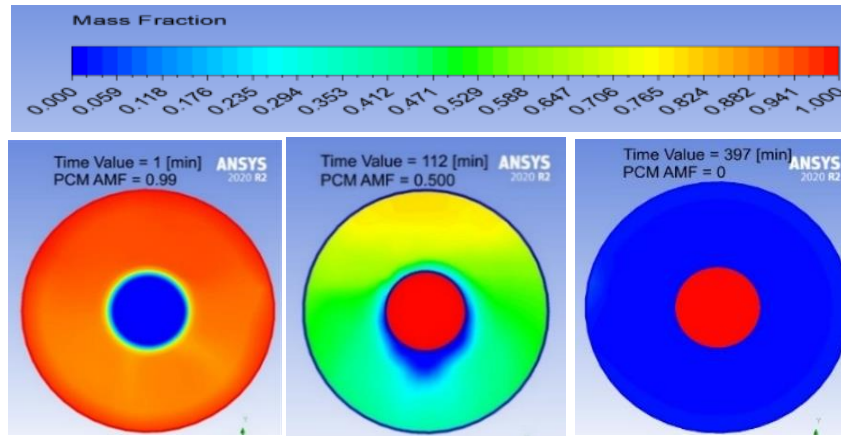 Mass Fraction
0.000 0.059 0.118 0.176 0.235 0.294 0.353 0.412 0.471 0.529 0.588 0.647 0.706 0.765 0.824 0.882 0.941 1.000
Time Value = 1 [min]
PCM AMF = 0.99
ANSYS
2020 R2
Time Value = 112 [min]
PCM AMF = 0.500
ANSYS
2020 R2
Time Value = 397 [min]
PCM AMF = 0
ANSYS
2020 R2
Y